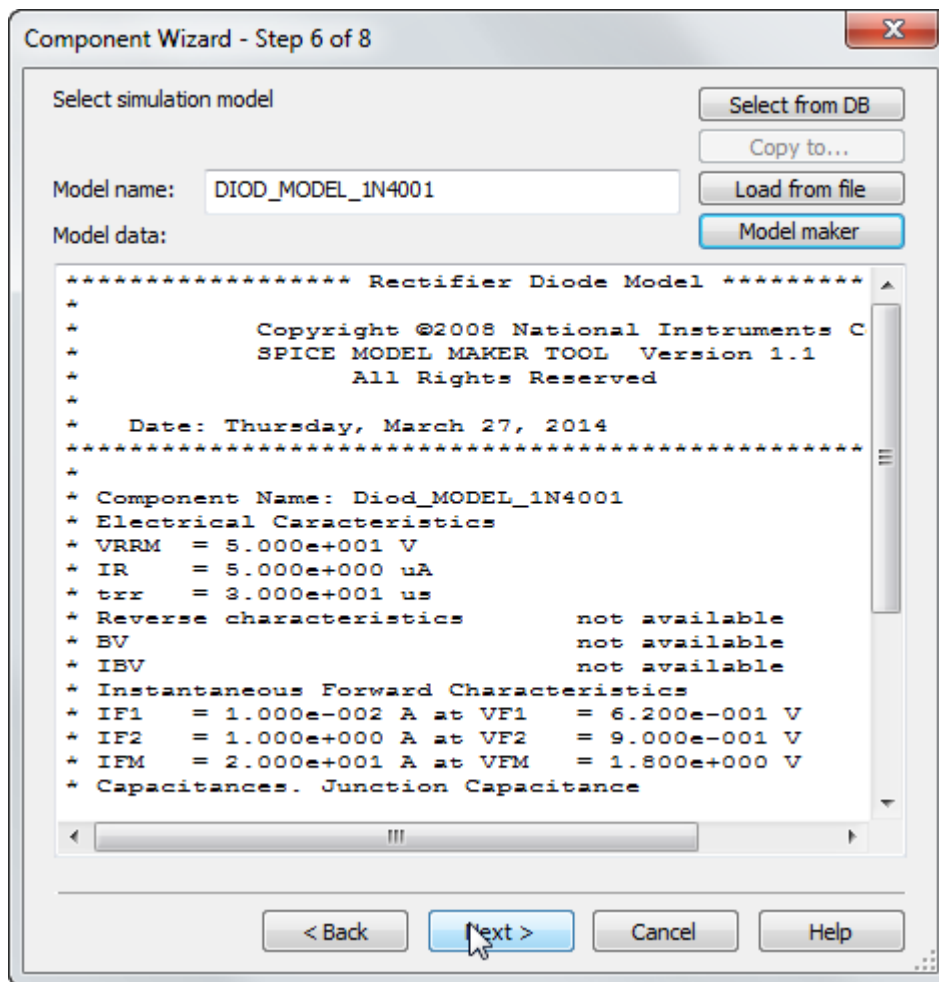 Component Wizard - Step 6 of 8
Select simulation model
Select from DB
Copy to...
Model name:
DIOD_MODEL_1N4001
Load from file
Model data:
Model maker
****************** Rectifier Diode Model *********
*
* Copyright ©2008 National Instruments C
* SPICE MODEL MAKER TOOL Version 1.1
* All Rights Reserved
*
* Date: Thursday, March 27, 2014
***************************************************
*
* Component Name: Diod_MODEL_1N4001
* Electrical Caracteristics
* VRRM = 5.000e+001 V
* IR = 5.000e+000 uA
* trr = 3.000e+001 us
* Reverse characteristics not available
* BV not available
* IBV not available
* Instantaneous Forward Characteristics
* IF1 = 1.000e-002 A at VF1 = 6.200e-001 V
* IF2 = 1.000e+000 A at VF2 = 9.000e-001 V
* IFM = 2.000e+001 A at VFM = 1.800e+000 V
* Capacitances. Junction Capacitance
< Back
Next >
Cancel
Help